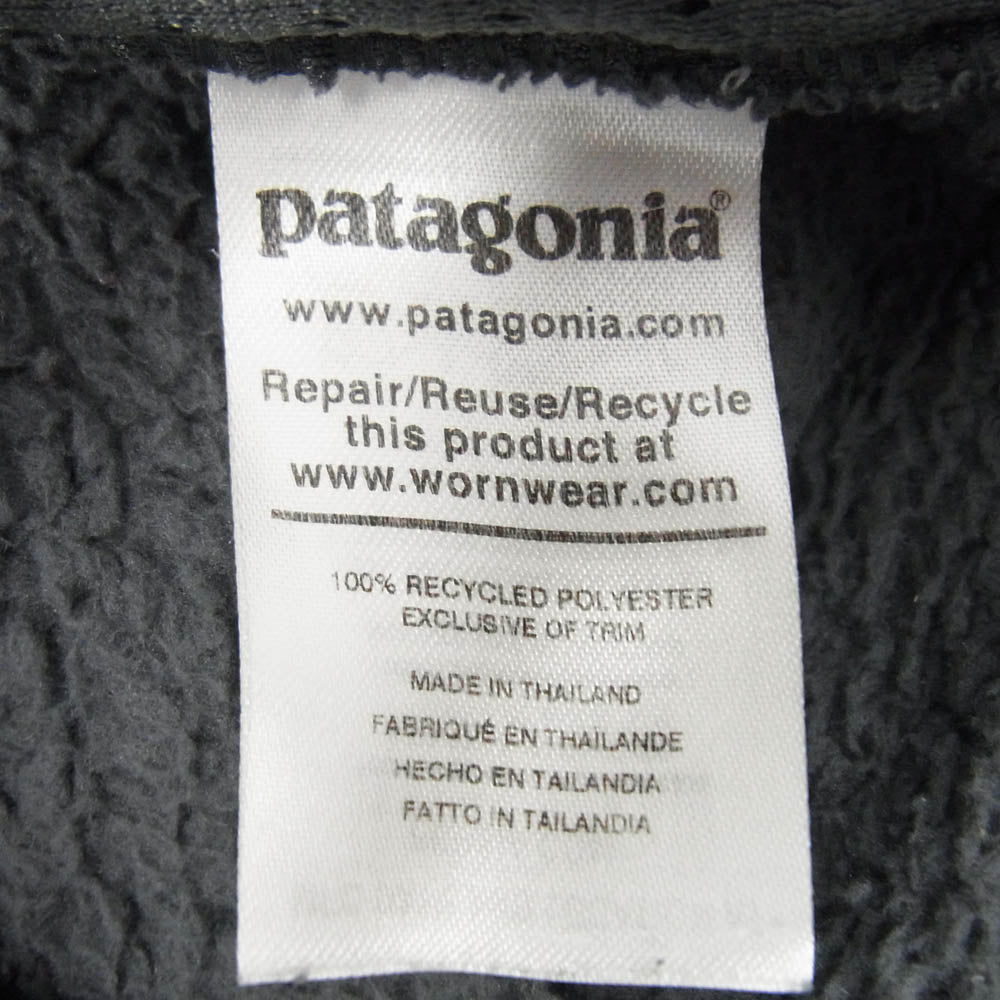 patagonia®
www.patagonia.com
Repair/Reuse/Recycle
this product at
www.wornwear.com
100% RECYCLED POLYESTER
EXCLUSIVE OF TRIM
MADE IN THAILAND
FABRIQUÉ EN THAÏLANDE
HECHO EN TAILANDIA
FATTO IN TAILANDIA